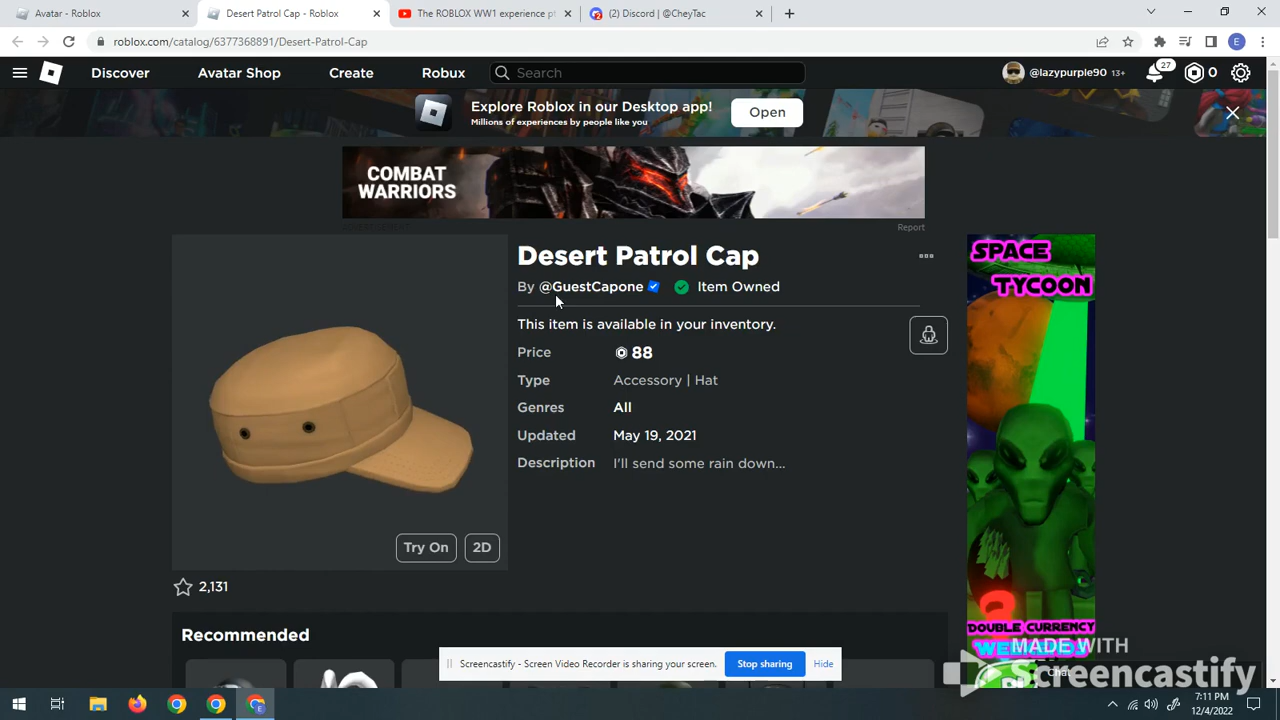 Avatar - Roblox
Desert Patrol Cap - Roblox
The ROBLOX WW1 experience pt
(2) Discord | @CheyTac
roblox.com/catalog/6377368891/Desert-Patrol-Cap
E
Discover
Avatar Shop
Create
Robux
Search
@lazypurple90 13+
27
0
Explore Roblox in our Desktop app!
Millions of experiences by people like you
Open
COMBAT
WARRIORS
ADVERTISEMENT
Report
Desert Patrol Cap
By @GuestCapone
Item Owned
This item is available in your inventory.
Price
88
Type
Accessory | Hat
Genres
All
Updated
May 19, 2021
Description
I'll send some rain down...
Try On
2D
2,131
SPACE
TYCOON
DOUBLE CURRENCY
Recommended
Screencastify - Screen Video Recorder is sharing your screen.
Stop sharing
Hide
MADE WITH
Screencastify
Chat
7:11 PM
12/4/2022